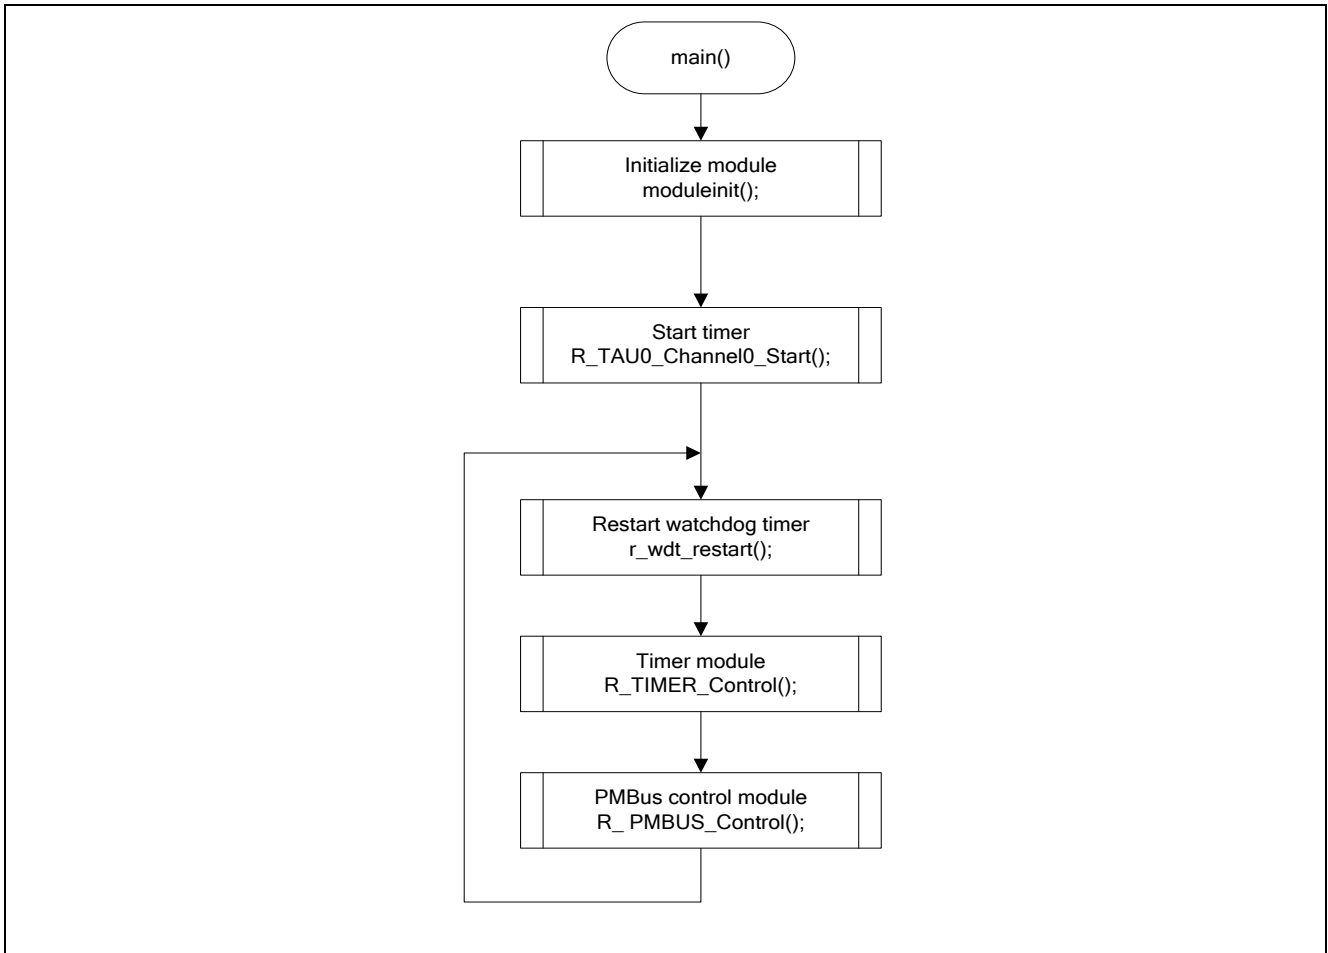 main()
Initialize module
moduleinit();
Start timer
R_TAU0_Channel0_Start();
Restart watchdog timer
r_wdt_restart();
Timer module
R_TIMER_Control();
PMBus control module
R_ PMBUS_Control();